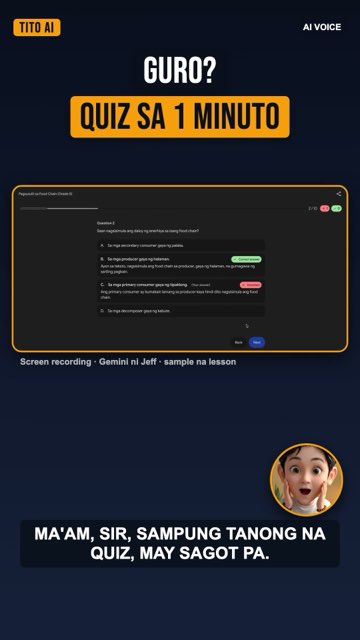 TITO AI
AI VOICE
GURO?
QUIZ SA 1 MINUTO
Pagsusulit sa Food Chain (Grade 5)
2 / 10
Question 2
Saan nagsisimula ang daloy ng enerhiya sa isang food chain?
A. Sa mga secondary consumer gaya ng palaka.
B. Sa mga producer gaya ng halaman.
Correct answer
Ayon sa teksto, nagsisimula ang food chain sa producer, gaya ng halaman, na gumagawa ng sariling pagkain.
C. Sa mga primary consumer gaya ng tipaklong.
Ang primary consumer ay kumakain lamang ng producer kaya hindi dito nagsisimula ang food chain.
D. Sa mga decomposer gaya ng kabute.
Back
Next
Screen recording · Gemini ni Jeff · sample na lesson
MA'AM, SIR, SAMPUNG TANONG NA
QUIZ, MAY SAGOT PA.